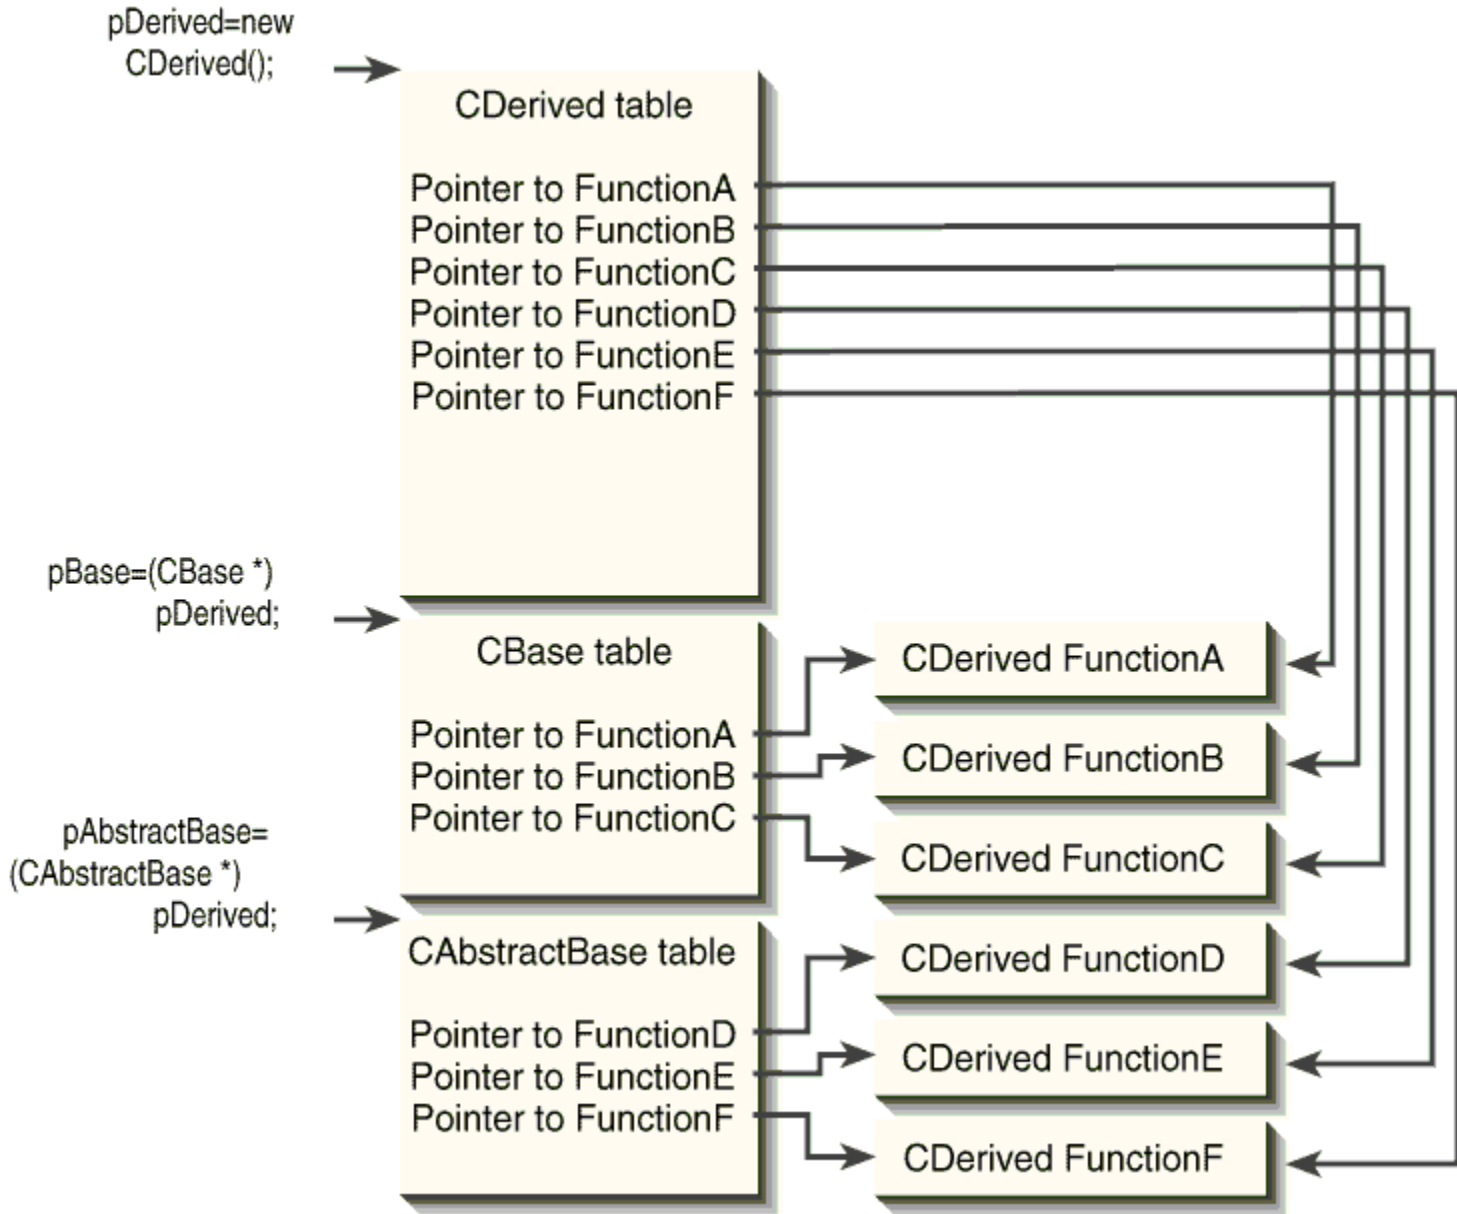 pDerived=new
CDerived();
CDerived table
Pointer to FunctionA
Pointer to FunctionB
Pointer to FunctionC
Pointer to FunctionD
Pointer to FunctionE
Pointer to FunctionF
pBase=(CBase *)
pDerived;
CBase table
Pointer to FunctionA
Pointer to FunctionB
Pointer to FunctionC
CDerived FunctionA
CDerived FunctionB
CDerived FunctionC
pAbstractBase=
(CAbstractBase *)
pDerived;
CAbstractBase table
Pointer to FunctionD
Pointer to FunctionE
Pointer to FunctionF
CDerived FunctionD
CDerived FunctionE
CDerived FunctionF